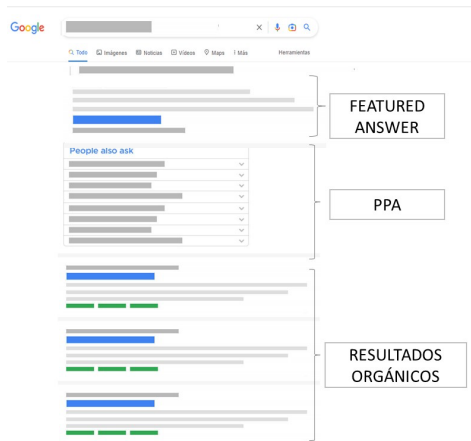 Google
Todo Imágenes Noticias Vídeos Maps Más Herramientas
FEATURED
ANSWER
People also ask
PPA
RESULTADOS
ORGÁNICOS